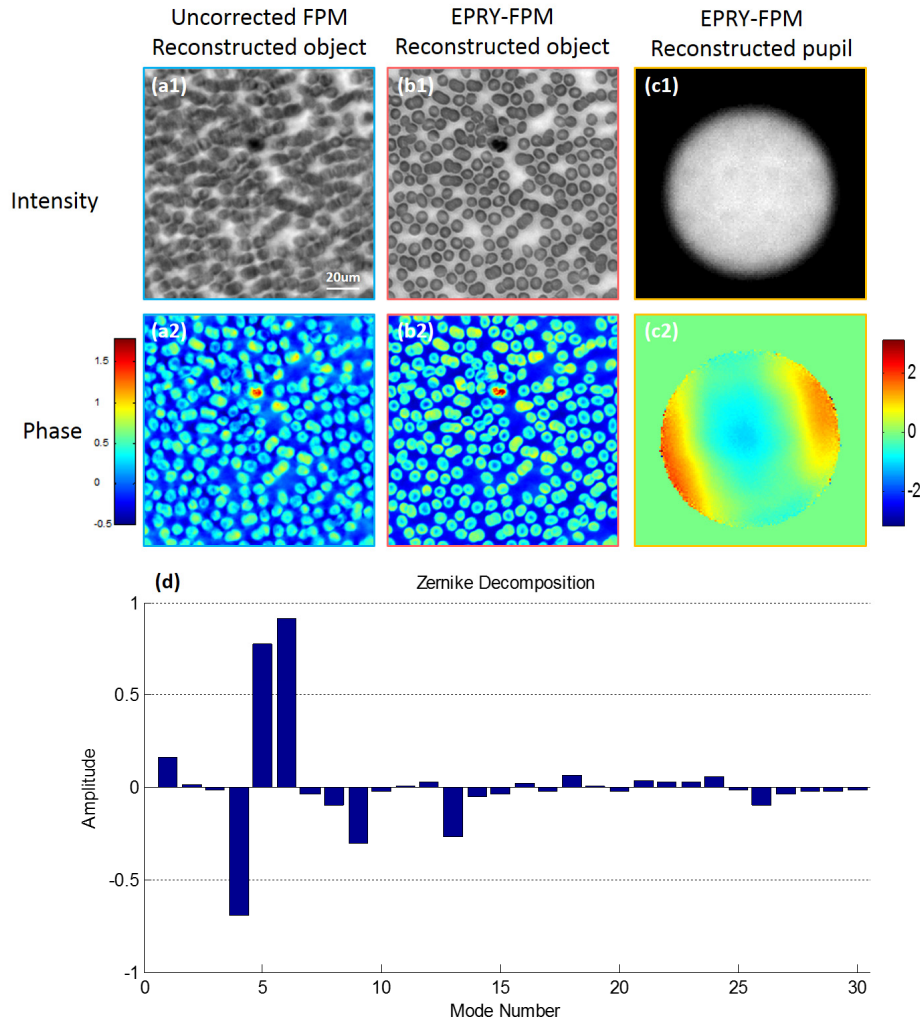 Uncorrected FPM
Reconstructed object
EPRY-FPM
Reconstructed object
EPRY-FPM
Reconstructed pupil
Intensity
(a1)
20um
(b1)
(c1)
Phase
1.5
1
0.5
0
-0.5
(a2)
(b2)
(c2)
2
0
-2
(d)
Zernike Decomposition
Amplitude
1
0.5
0
-0.5
-1
0
5
10
15
20
25
30
Mode Number